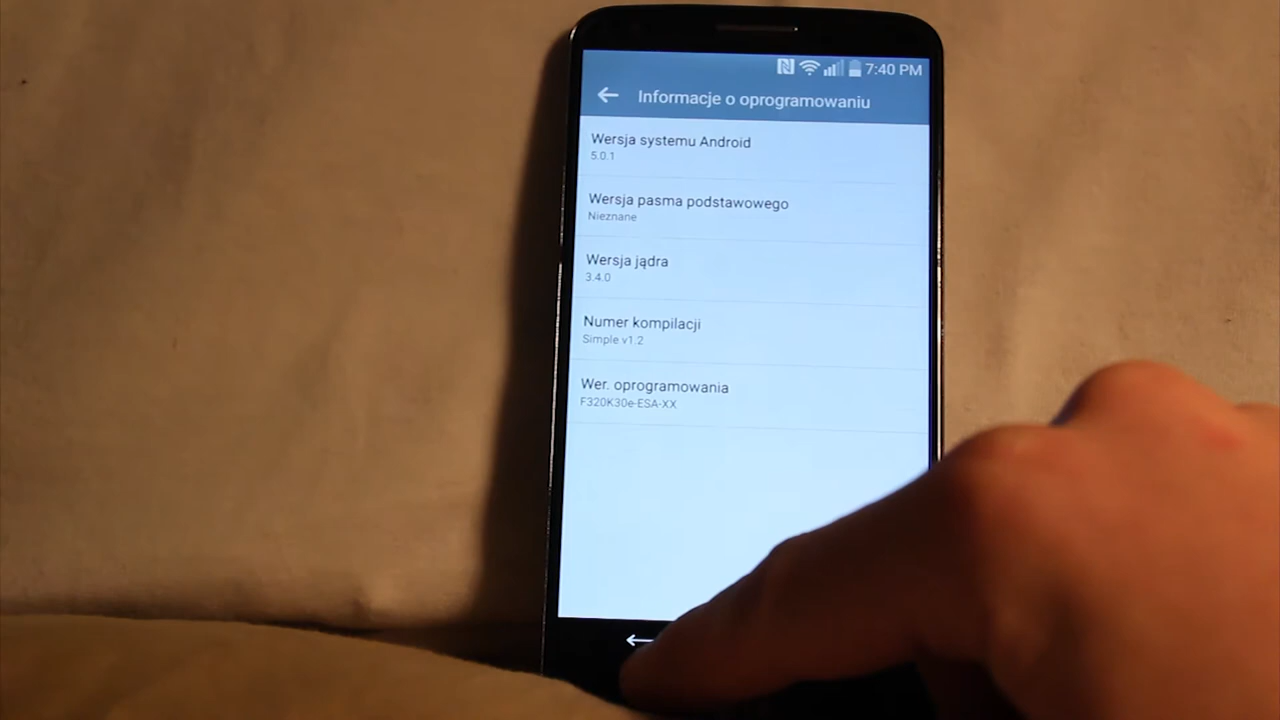 7:40 PM
Informacje o oprogramowaniu
Wersja systemu Android
5.0.1
Wersja pasma podstawowego
Nieznane
Wersja jądra
3.4.0
Numer kompilacji
Simple v1.2
Wer. oprogramowania
F320K30e-ESA-XX